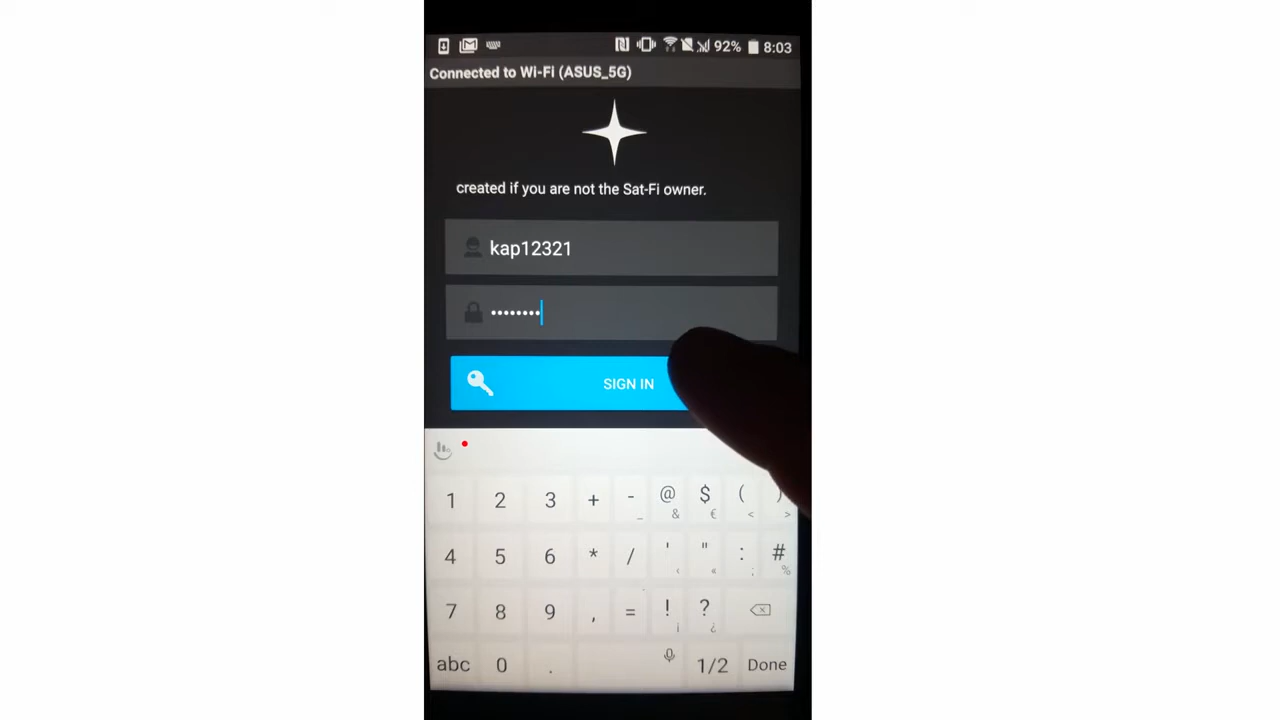 92% 8:03
Connected to Wi-Fi (ASUS_5G)
created if you are not the Sat-Fi owner.
kap12321
••••••••
SIGN IN
1 2 3 + - @ $ ( )
_ & € < >
4 5 6 * / ' " : #
‹ « ; %
7 8 9 , = ! ?
¡ ¿
abc 0 . 1/2 Done